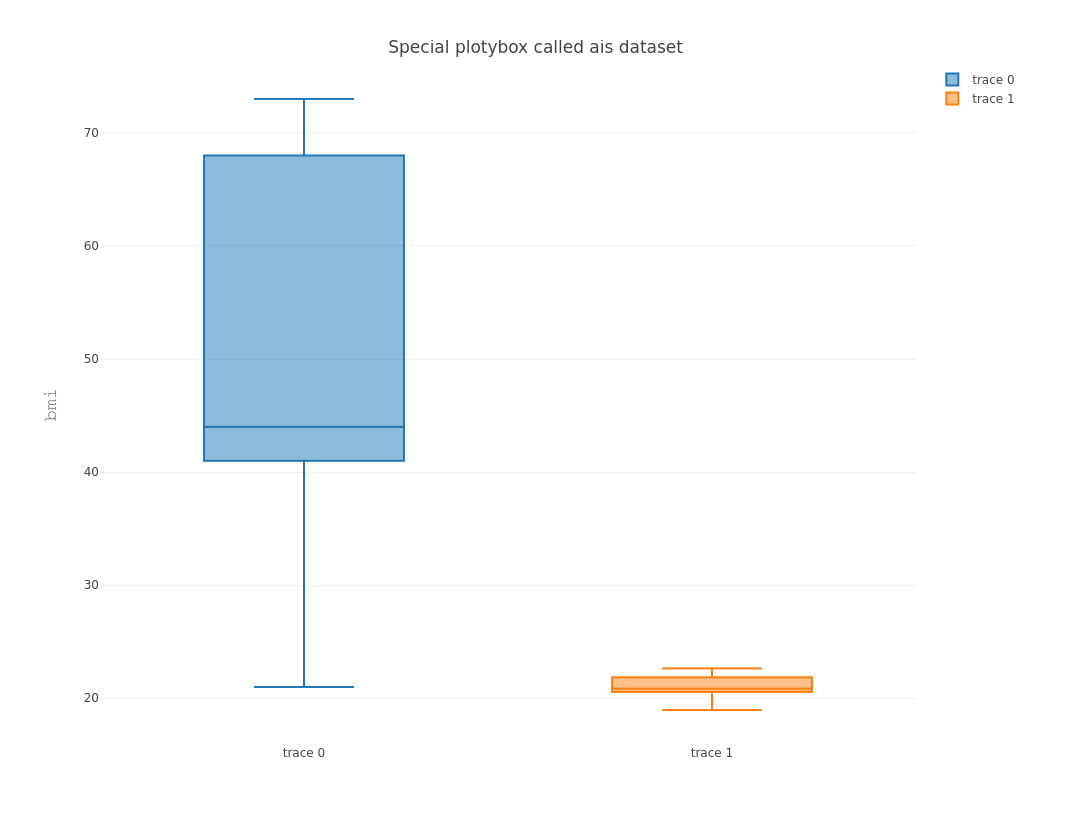 Special plotybox called ais dataset
trace 0
trace 1
70
60
50
40
30
20
bmi
trace 0
trace 1